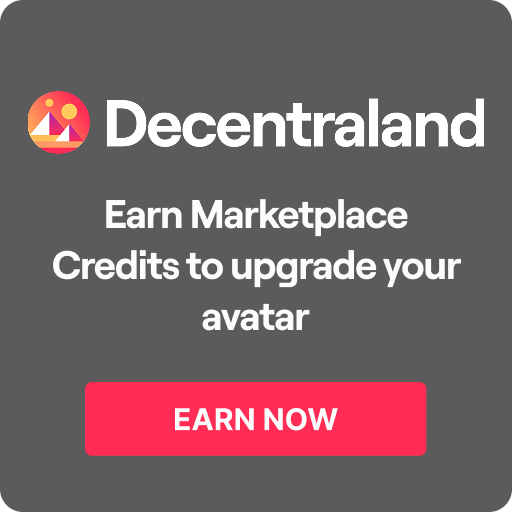 Decentraland
Earn Marketplace
Credits to upgrade your
avatar
EARN NOW